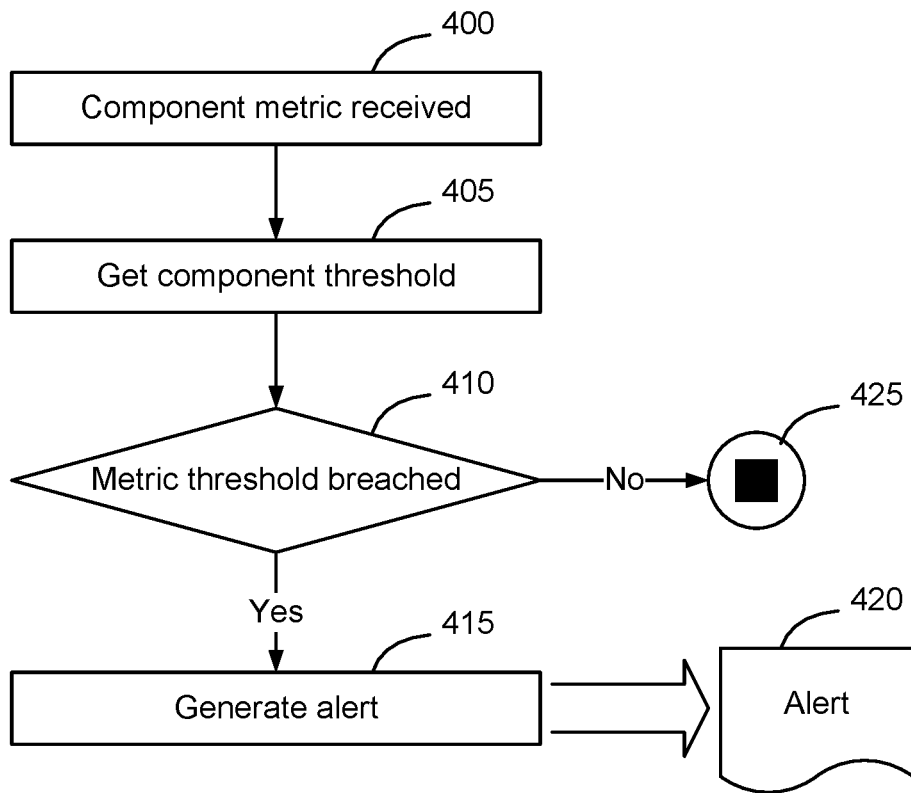 400
Component metric received
405
Get component threshold
410
425
Metric threshold breached
No
Yes
415
420
Generate alert
Alert